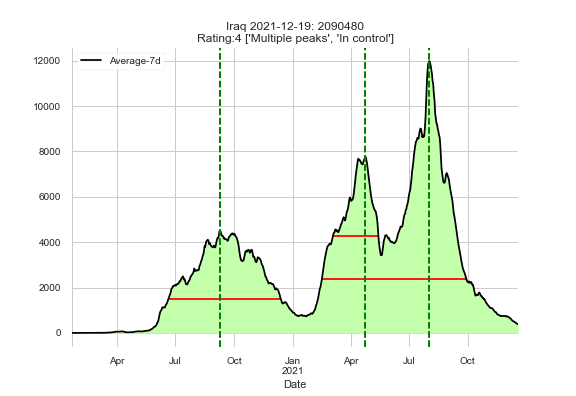 Iraq 2021-12-19: 2090480
Rating:4 ['Multiple peaks', 'In control']
Average-7d
12000
10000
8000
6000
4000
2000
0
Apr Jul Oct Jan Apr Jul Oct
2021
Date